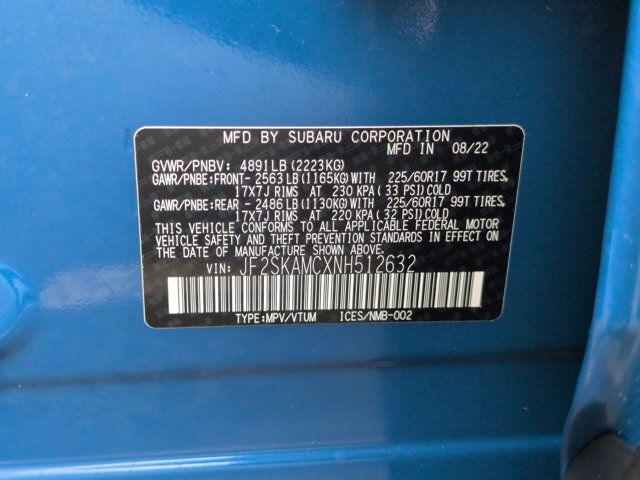 MFD BY SUBARU CORPORATION
MFD IN 08/22
GVWR/PNBV: 4891LB (2223KG)
GAWR/PNBE:FRONT- 2563LB (1165KG)WITH 225/60R17 99T TIRES,
17X7J RIMS AT 230 KPA (33 PSI) COLD
GAWR/PNBE:REAR - 2486LB (1130KG)WITH 225/60R17 99T TIRES,
17X7J RIMS AT 220 KPA (32 PSI) COLD
THIS VEHICLE CONFORMS TO ALL APPLICABLE FEDERAL MOTOR
VEHICLE SAFETY AND THEFT PREVENTION STANDARDS IN EFFECT ON
THE DATE OF MANUFACTURE SHOWN ABOVE.
VIN: JF2SKAMCXNH512632
TYPE:MPV/VTUM ICES/NMB-002